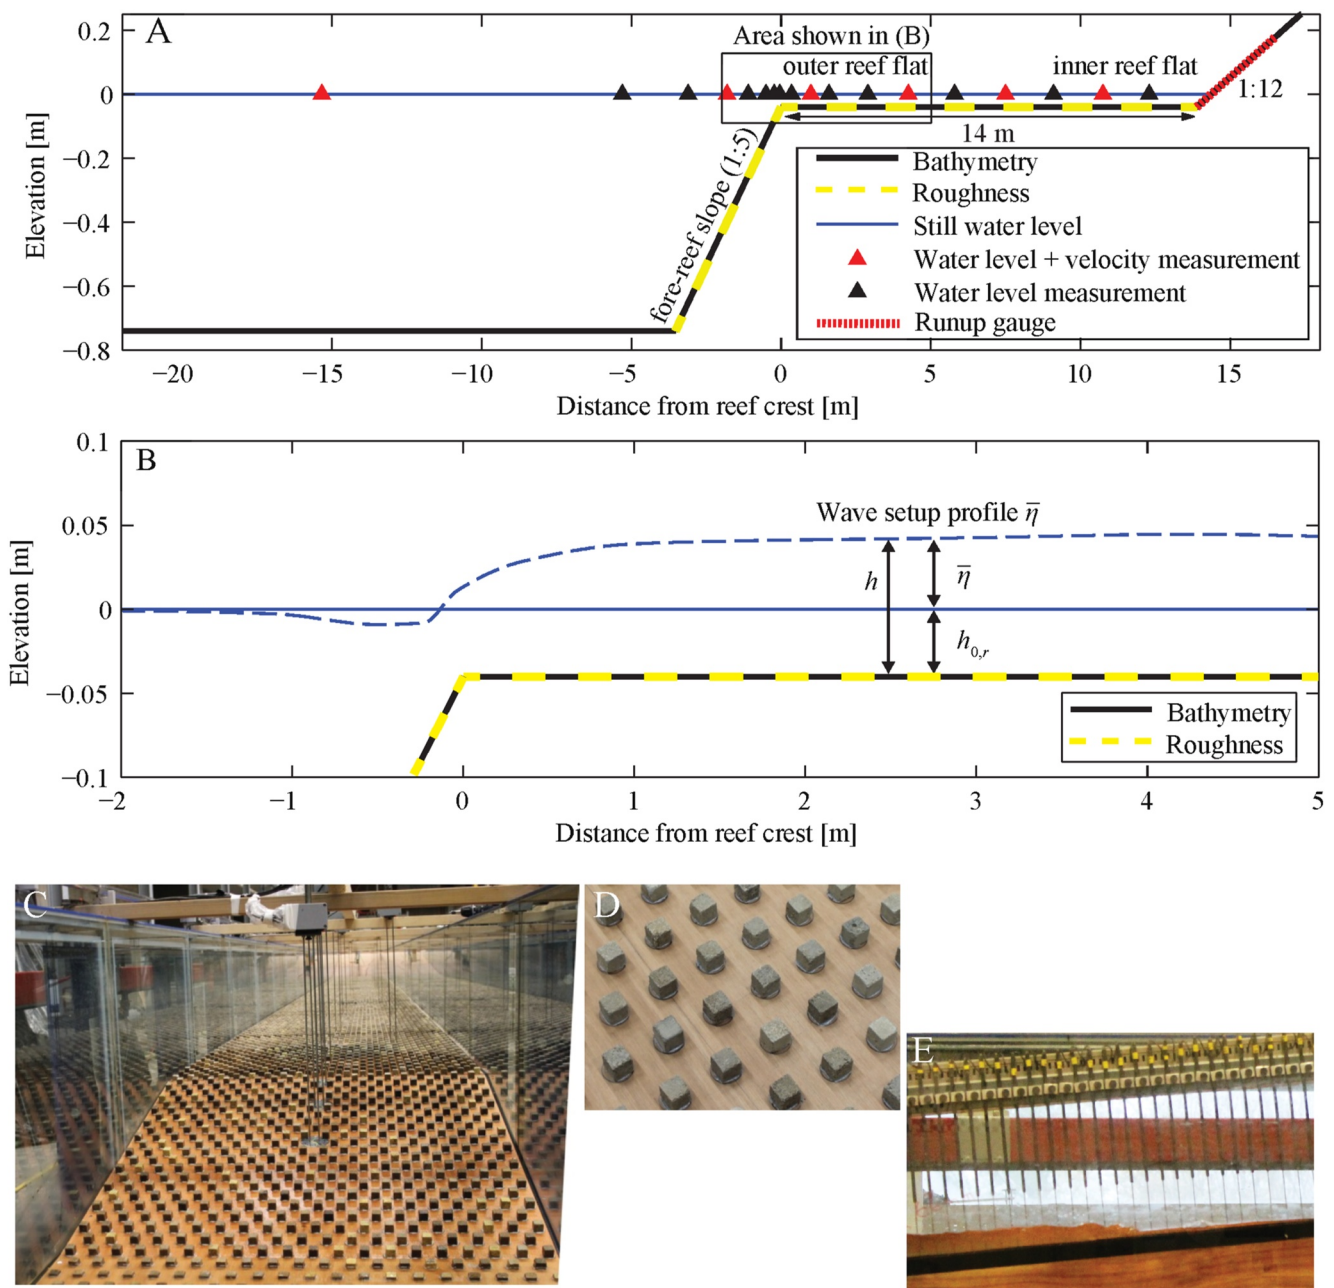 A
Area shown in (B)
outer reef flat
inner reef flat
1:12
14 m
fore-reef slope (1:5)
Bathymetry
Roughness
Still water level
Water level + velocity measurement
Water level measurement
Runup gauge
0.2
0
−0.2
−0.4
−0.6
−0.8
Elevation [m]
−20 −15 −10 −5 0 5 10 15
Distance from reef crest [m]
B
Wave setup profile η̅
h
η̅
h0,r
Bathymetry
Roughness
0.1
0.05
0
−0.05
−0.1
Elevation [m]
−2 −1 0 1 2 3 4 5
Distance from reef crest [m]
C
D
E